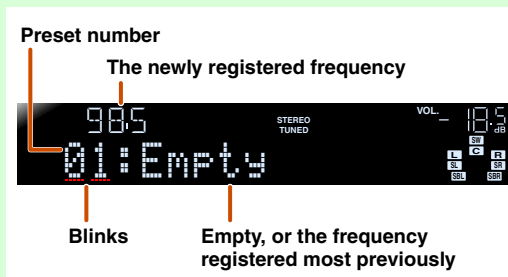 Preset number
The newly registered frequency
98.5
STEREO
TUNED
VOL.
-18.5 dB
01:Empty
SW
L C R
SL SR
SBL SBR
Blinks
Empty, or the frequency
registered most previously